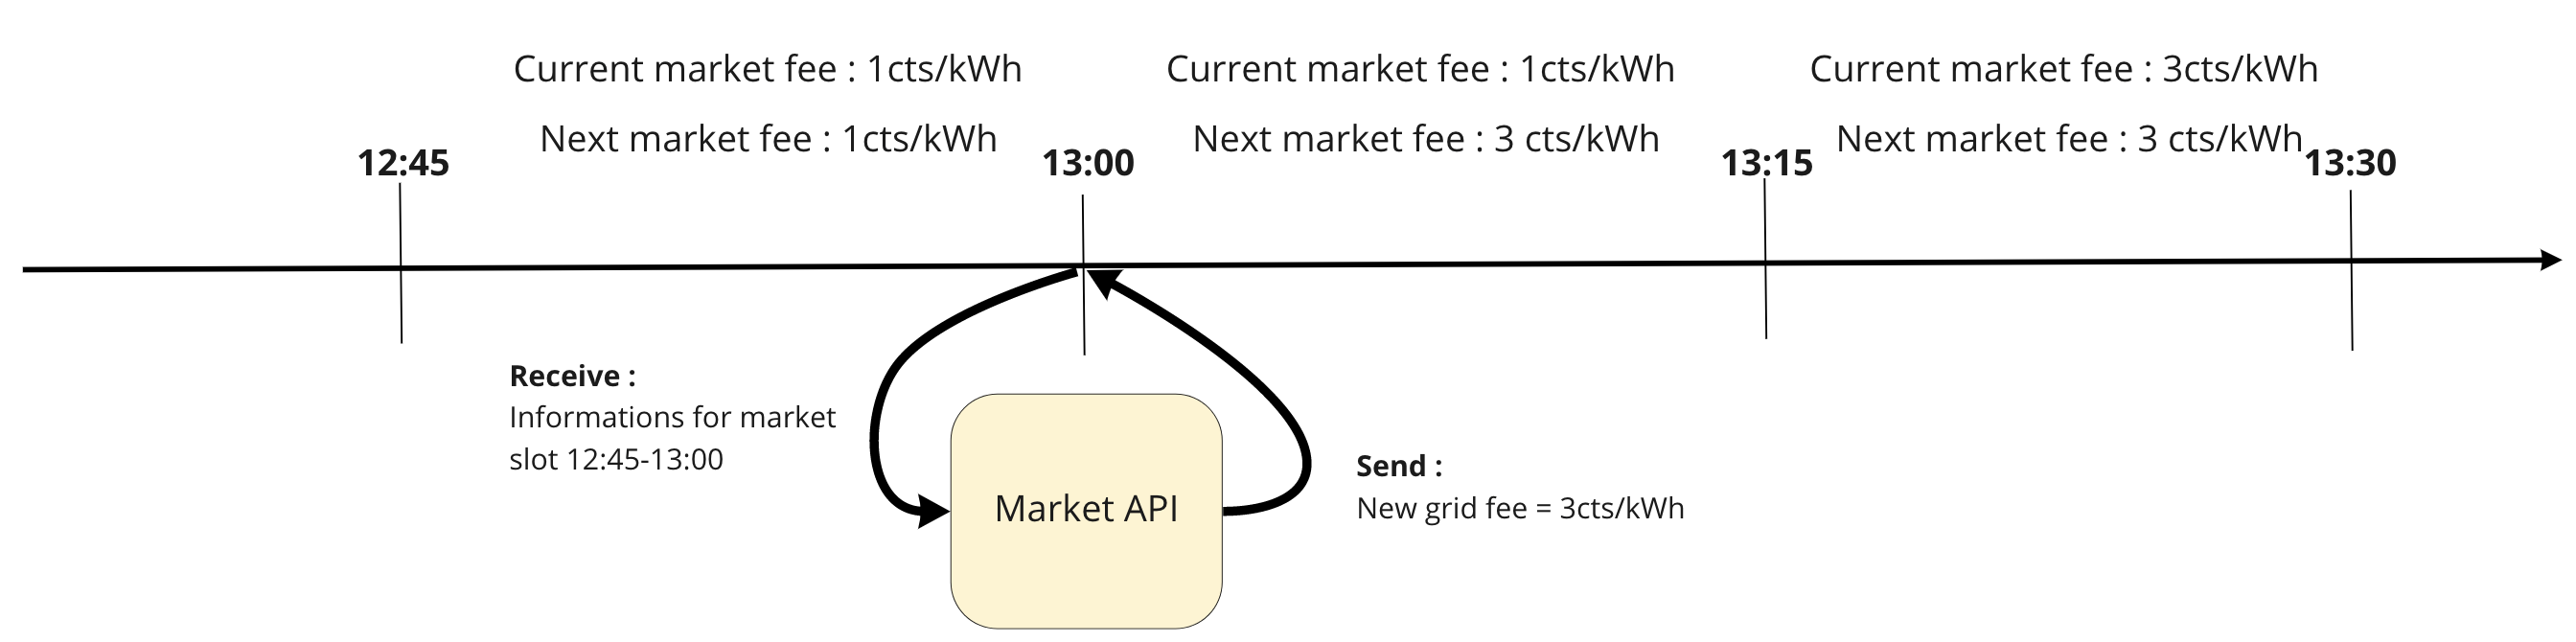 Current market fee : 1cts/kWh
Next market fee : 1cts/kWh
Current market fee : 1cts/kWh
Next market fee : 3 cts/kWh
Current market fee : 3cts/kWh
Next market fee : 3 cts/kWh
12:45
13:00
13:15
13:30
Receive :
Informations for market
slot 12:45-13:00
Market API
Send :
New grid fee = 3cts/kWh